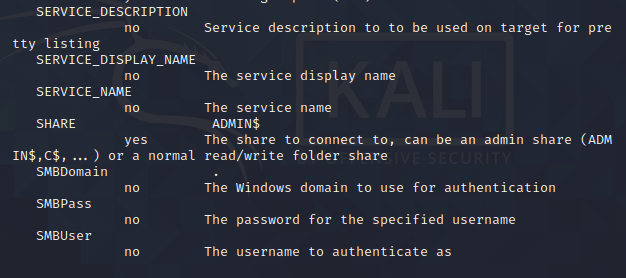 SERVICE_DESCRIPTION
no Service description to to be used on target for pre
tty listing
SERVICE_DISPLAY_NAME
no The service display name
SERVICE_NAME
no The service name
SHARE ADMIN$
yes The share to connect to, can be an admin share (ADM
IN$,C$,...) or a normal read/write folder share
SMBDomain .
no The Windows domain to use for authentication
SMBPass
no The password for the specified username
SMBUser
no The username to authenticate as
KALI
OFFENSIVE SECURITY